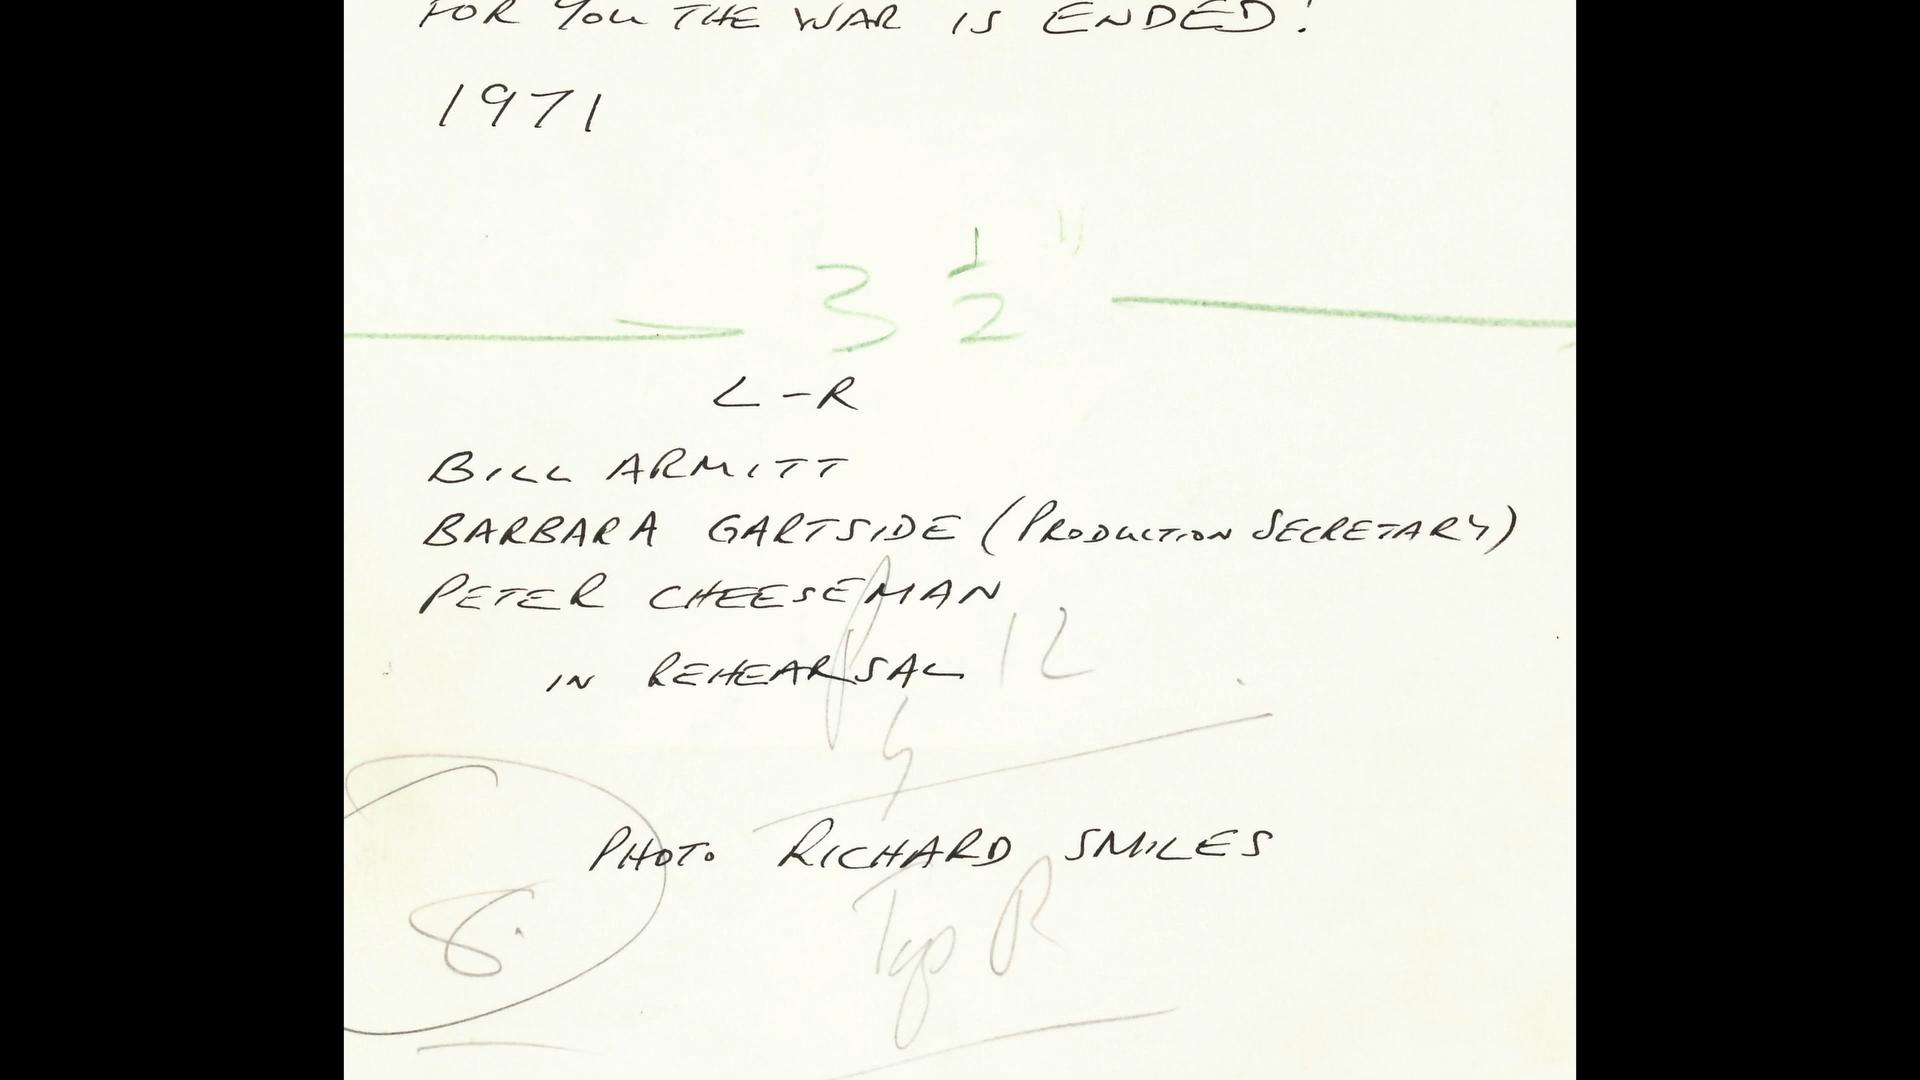 FOR YOU THE WAR IS ENDED!
1971
3 1/2"
L-R
BILL ARMITT
BARBARA GARTSIDE (PRODUCTION SECRETARY)
PETER CHEESEMAN
P 12
IN REHEARSAL
PHOTO RICHARD SMILES
8.
Top R